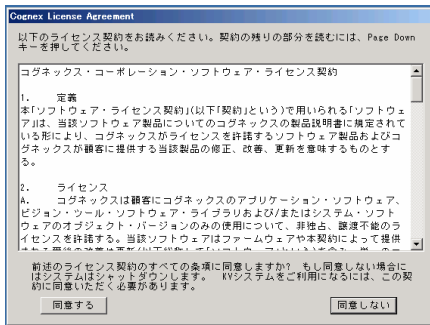 Cognex License Agreement
以下のライセンス契約をお読みください。契約の残りの部分を読むには、Page Down
キーを押してください。
コグネックス・コーポレーション・ソフトウェア・ライセンス契約
1. 定義
本「ソフトウェア・ライセンス契約」(以下「契約」という)で用いられる「ソフトウェ
ア」は、当該ソフトウェア製品についてのコグネックスの製品説明書に規定されて
いる形により、コグネックスがライセンスを許諾するソフトウェア製品およびコ
グネックスが顧客に提供する当該製品の修正、改善、更新を意味するものとす
る。
2. ライセンス
A. コグネックスは顧客にコグネックスのアプリケーション・ソフトウェア、
ビジョン・ツール・ソフトウェア・ライブラリおよび/またはシステム・ソフト
ウェアのオブジェクト・バージョンのみの使用について、非独占、譲渡不能のラ
イセンスを許諾する。当該ソフトウェアはファームウェアや本契約によって提供
前述のライセンス契約のすべての条項に同意しますか? もし同意しない場合に
はシステムはシャットダウンします。 KVシステムをご利用になるには、この契
約に同意いただく必要があります。
同意する
同意しない